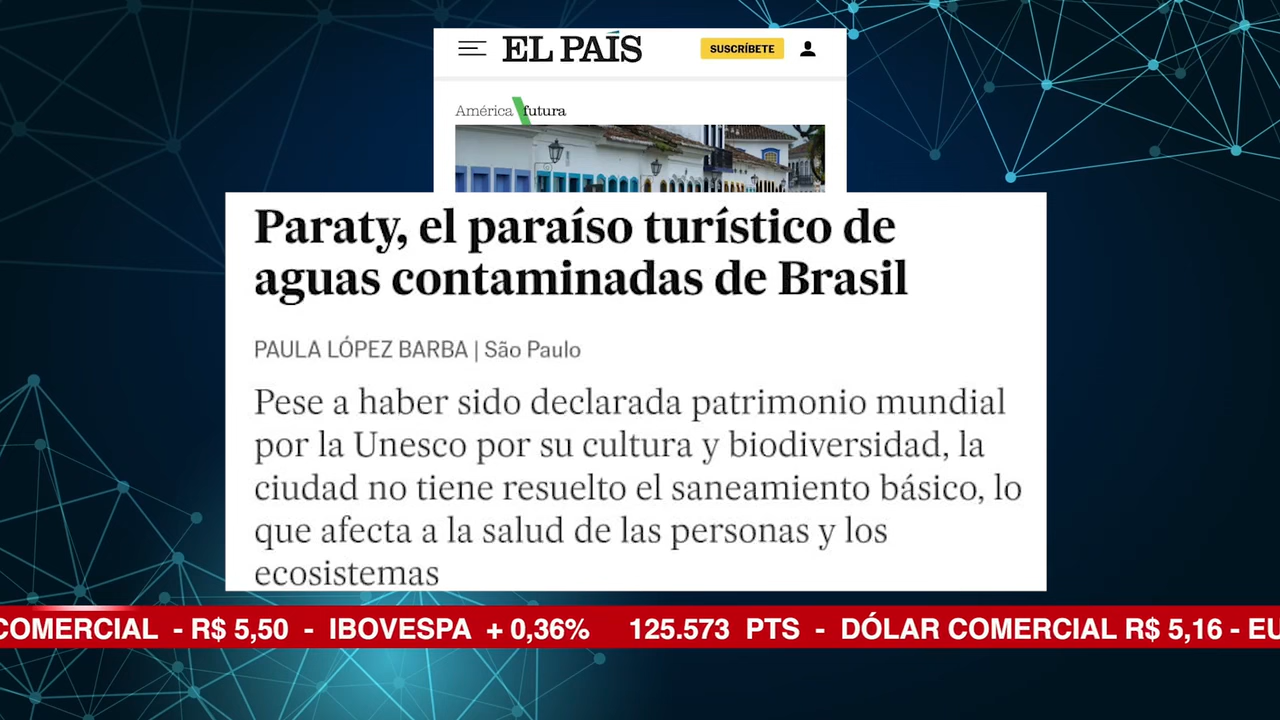 EL PAÍS
SUSCRÍBETE
América futura
Paraty, el paraíso turístico de
aguas contaminadas de Brasil
PAULA LÓPEZ BARBA | São Paulo
Pese a haber sido declarada patrimonio mundial
por la Unesco por su cultura y biodiversidad, la
ciudad no tiene resuelto el saneamiento básico, lo
que afecta a la salud de las personas y los
ecosistemas
COMERCIAL - R$ 5,50 - IBOVESPA + 0,36% 125.573 PTS - DÓLAR COMERCIAL R$ 5,16 - EU